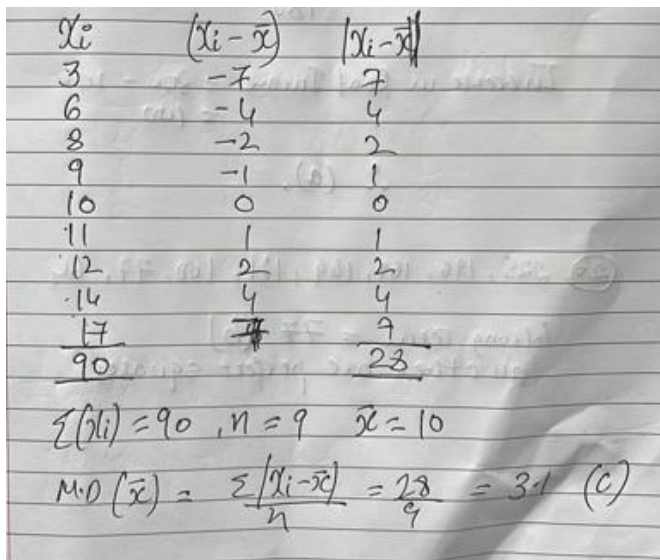 xi (xi - x̄) |xi - x̄|
3 -7 7
6 -4 4
8 -2 2
9 -1 1
10 0 0
11 1 1
12 2 2
14 4 4
17 7
90 28
Σ(xi) = 90 , n = 9 x̄ = 10
M.D (x̄) = Σ|xi - x̄| / n = 28 / 9 = 3.1 (C)